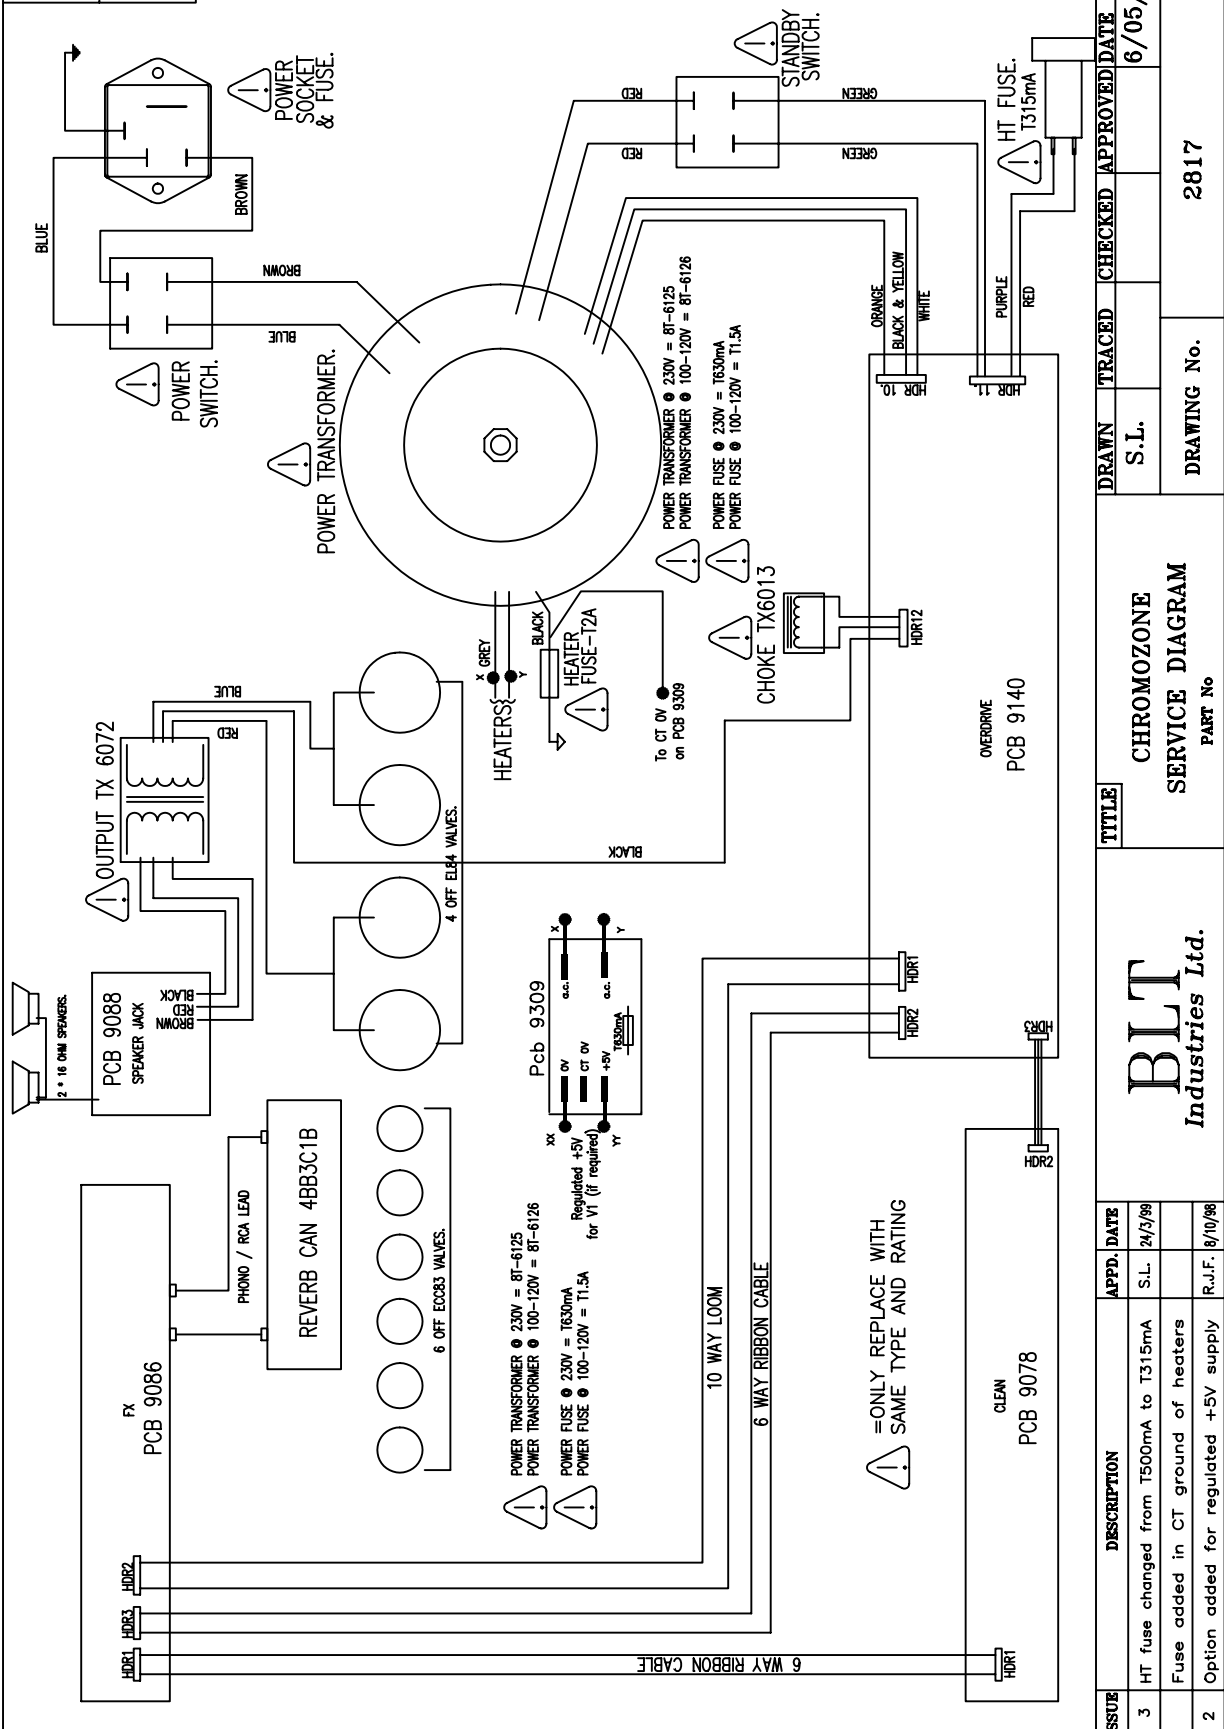 FX
PCB 9086
HDR1
HDR3
HDR2
PHONO / RCA LEAD
REVERB CAN 4BB3C1B
6 OFF ECC83 VALVES.
2 * 16 OHM SPEAKERS.
PCB 9088
SPEAKER JACK
BROWN
RED
BLACK
OUTPUT TX 6072
RED
BLUE
4 OFF EL84 VALVES.
BLACK
BLUE
BROWN
POWER
SOCKET
& FUSE.
POWER
SWITCH.
BLUE
BROWN
POWER TRANSFORMER.
RED
RED
STANDBY
SWITCH.
GREEN
GREEN
HT FUSE.
T315mA
X GREY
Y
HEATERS
BLACK
HEATER
FUSE-T2A
To CT 0V
on PCB 9309
POWER TRANSFORMER @ 230V = 8T-6125
POWER TRANSFORMER @ 100-120V = 8T-6126
POWER FUSE @ 230V = T630mA
POWER FUSE @ 100-120V = T1.5A
POWER TRANSFORMER @ 230V = 8T-6125
POWER TRANSFORMER @ 100-120V = 8T-6126
POWER FUSE @ 230V = T630mA
POWER FUSE @ 100-120V = T1.5A
Pcb 9309
XX
0V
a.c.
X
CT 0V
+5V
T630mA
a.c.
Y
YY
Regulated +5V
for V1 (if required)
CHOKE TX6013
HDR12
ORANGE
BLACK & YELLOW
WHITE
HDR 10.
PURPLE
RED
HDR 11.
10 WAY LOOM
6 WAY RIBBON CABLE
6 WAY RIBBON CABLE
HDR1
HDR2
=ONLY REPLACE WITH
SAME TYPE AND RATING
OVERDRIVE
PCB 9140
HDR3
CLEAN
PCB 9078
HDR1
HDR2
ISSUE DESCRIPTION APPD. DATE
3 HT fuse changed from T500mA to T315mA S.L. 24/3/99
Fuse added in CT ground of heaters
2 Option added for regulated +5V supply R.J.F. 8/10/98
BLT
Industries Ltd.
TITLE
CHROMOZONE
SERVICE DIAGRAM
PART No
DRAWN TRACED CHECKED APPROVED DATE
S.L. 6/05/
DRAWING No. 2817